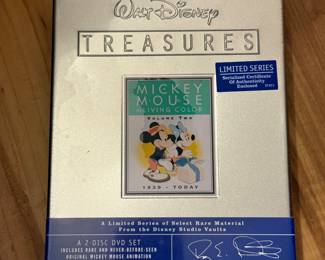 Walt Disney
TREASURES
LIMITED SERIES
Serialized Certificate
Of Authenticity
Enclosed
MICKEY
MOUSE
IN LIVING COLOR
VOLUME TWO
1939 - TODAY
A Limited Series of Select Rare Material
From the Disney Studio Vaults
A 2-DISC DVD SET
INCLUDES RARE AND NEVER-BEFORE-SEEN
ORIGINAL MICKEY MOUSE ANIMATION